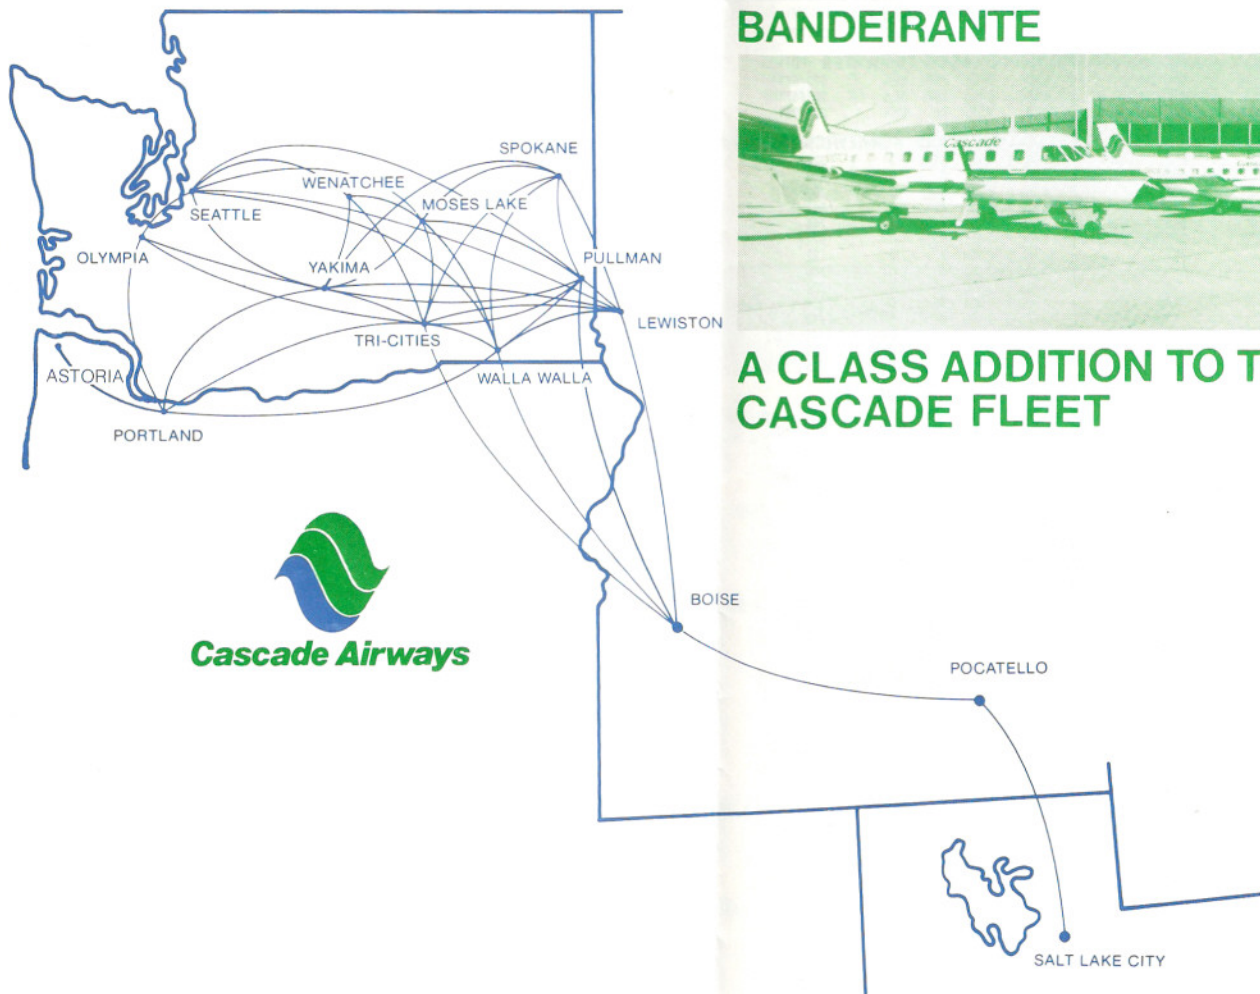 BANDEIRANTE
Cascade
SPOKANE
WENATCHEE
MOSES LAKE
SEATTLE
OLYMPIA
YAKIMA
PULLMAN
LEWISTON
TRI-CITIES
A CLASS ADDITION TO T
CASCADE FLEET
ASTORIA
WALLA WALLA
PORTLAND
BOISE
Cascade Airways
POCATELLO
SALT LAKE CITY